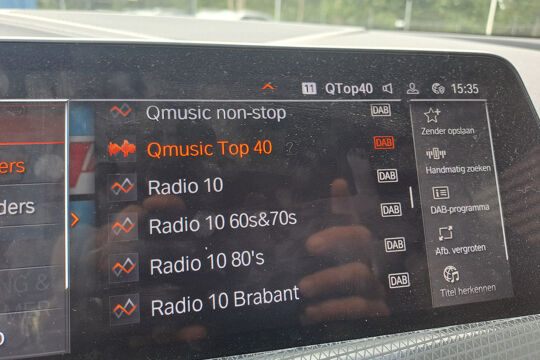 11 QTop40 15:35
Qmusic non-stop DAB
Qmusic Top 40 DAB
Radio 10 DAB
Radio 10 60s&70s DAB
Radio 10 80's DAB
Radio 10 Brabant DAB
Zender opslaan
Handmatig zoeken
DAB-programma
Afb. vergroten
Titel herkennen
ers
ders